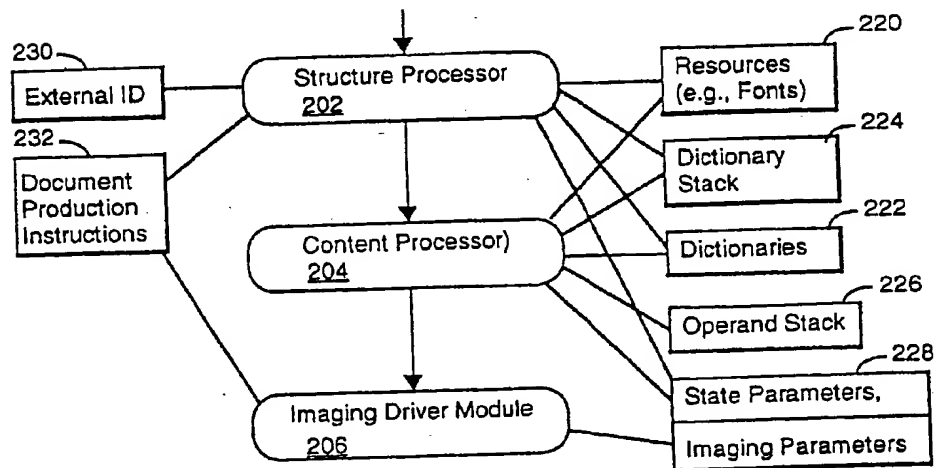 230
External ID
232
Document
Production
Instructions
Structure Processor
202
Content Processor)
204
Imaging Driver Module
206
220
Resources
(e.g., Fonts)
224
Dictionary
Stack
222
Dictionaries
226
Operand Stack
228
State Parameters,
Imaging Parameters